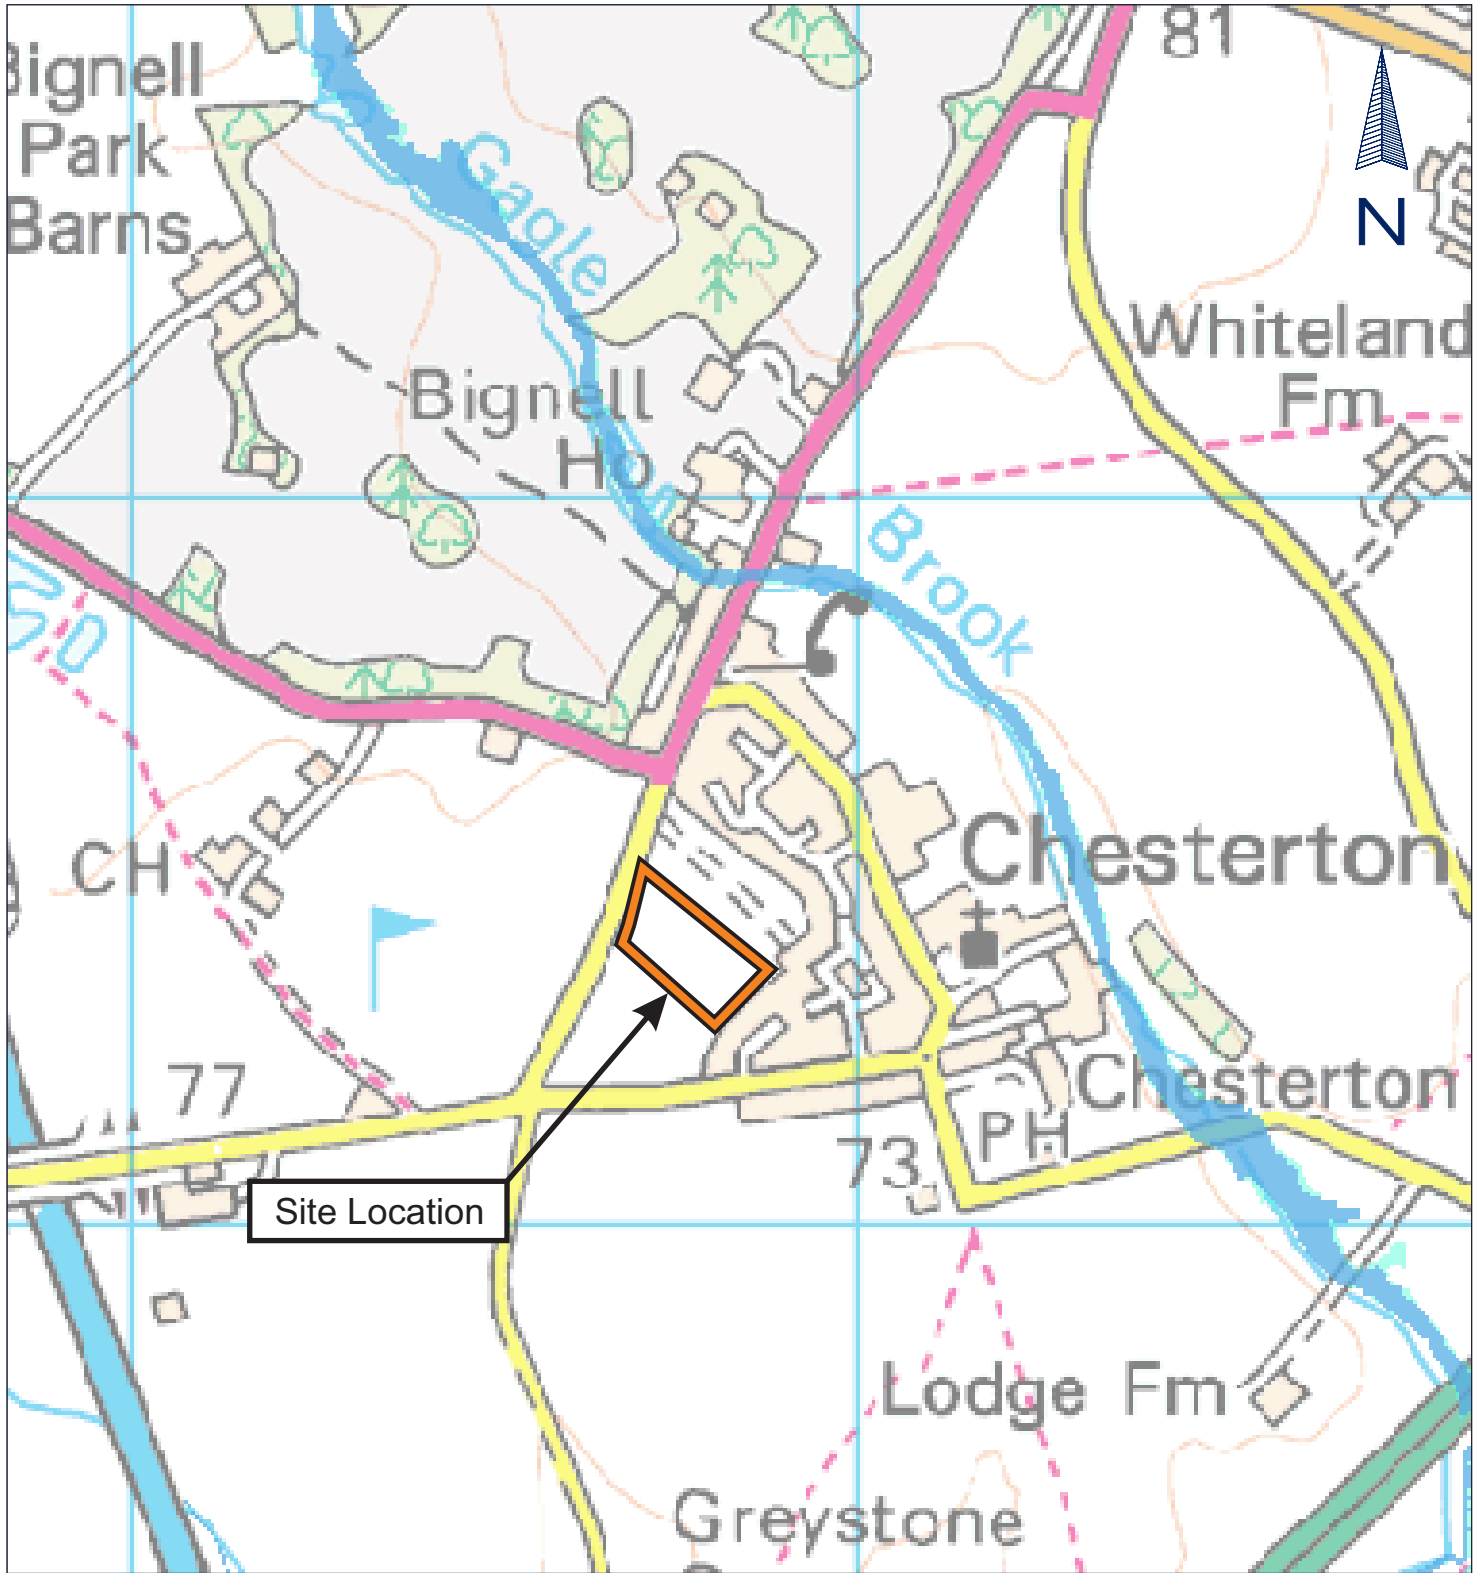 81
Bignell
Park
Barns
N
Gagle
Whiteland
Fm
Bignell
Ho
Brook
CH
Chesterton
77
Chesterton
PH
73
Site Location
Lodge Fm
Greystone